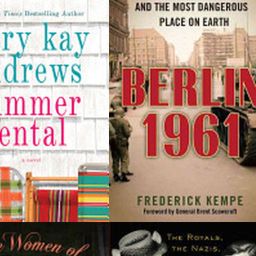 Times Bestselling Author
ry kay
drews
ummer
ental
a novel
AND THE MOST DANGEROUS
PLACE ON EARTH
BERLIN
1961
FREDERICK KEMPE
Foreword by General Brent Scowcroft
Women of
THE ROYALS,
THE NAZIS,